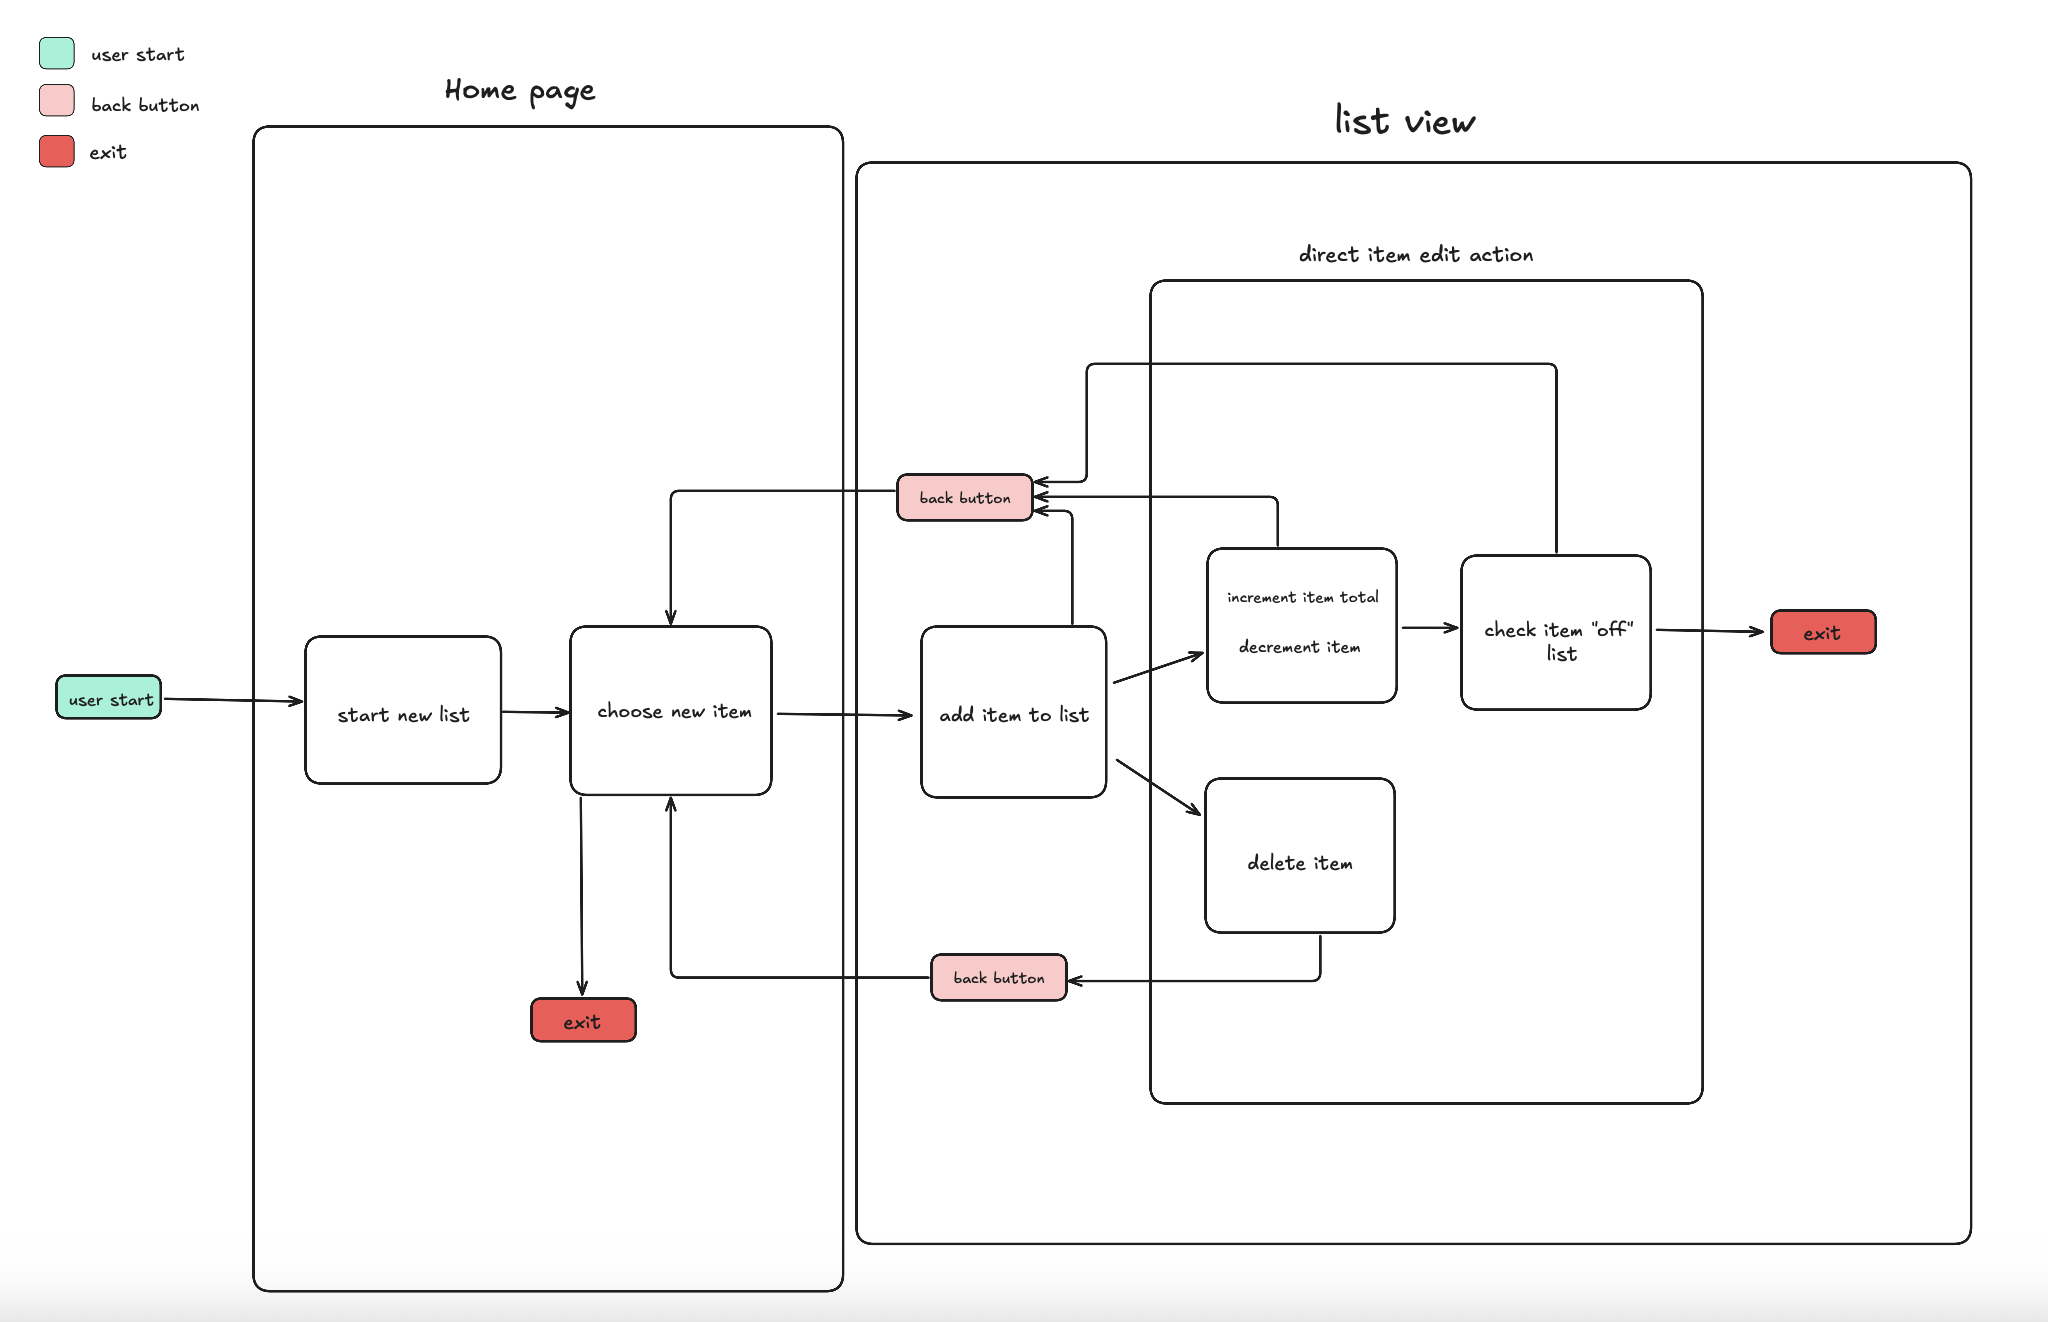 user start
back button
exit
Home page
list view
direct item edit action
back button
increment item total
decrement item
check item "off"
list
exit
user start
start new list
choose new item
add item to list
delete item
back button
exit